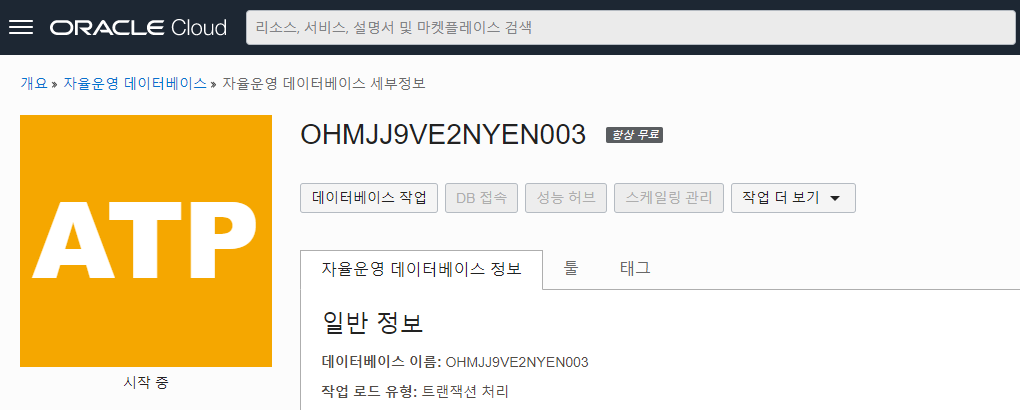 ORACLE Cloud 리소스, 서비스, 설명서 및 마켓플레이스 검색
개요 » 자율운영 데이터베이스 » 자율운영 데이터베이스 세부정보
ATP
시작 중
OHMJJ9VE2NYEN003 항상 무료
데이터베이스 작업 DB 접속 성능 허브 스케일링 관리 작업 더 보기
자율운영 데이터베이스 정보 툴 태그
일반 정보
데이터베이스 이름: OHMJJ9VE2NYEN003
작업 로드 유형: 트랜잭션 처리